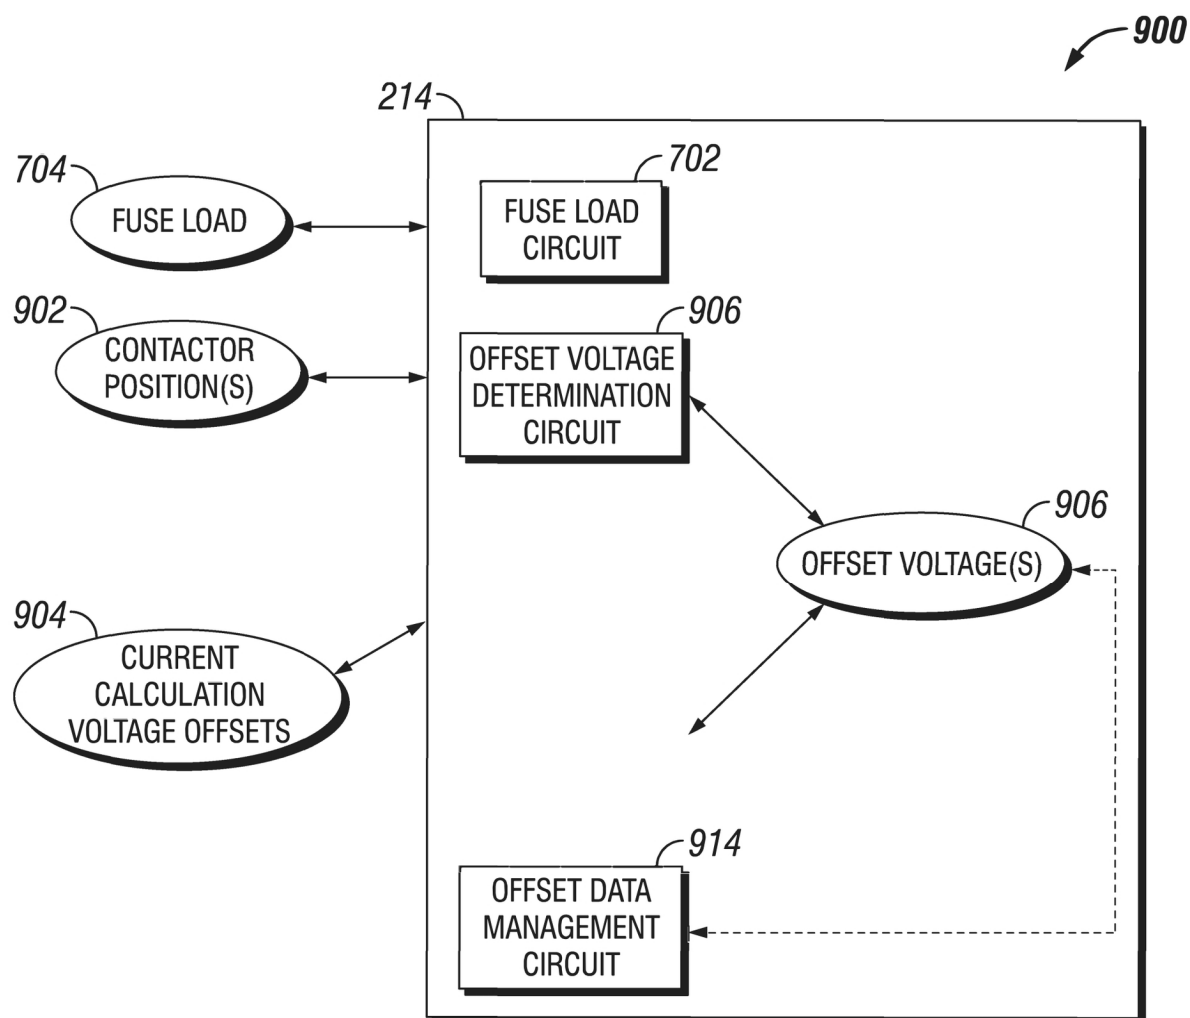 900
214
704
FUSE LOAD
702
FUSE LOAD
CIRCUIT
902
CONTACTOR
POSITION(S)
906
OFFSET VOLTAGE
DETERMINATION
CIRCUIT
906
OFFSET VOLTAGE(S)
904
CURRENT
CALCULATION
VOLTAGE OFFSETS
914
OFFSET DATA
MANAGEMENT
CIRCUIT